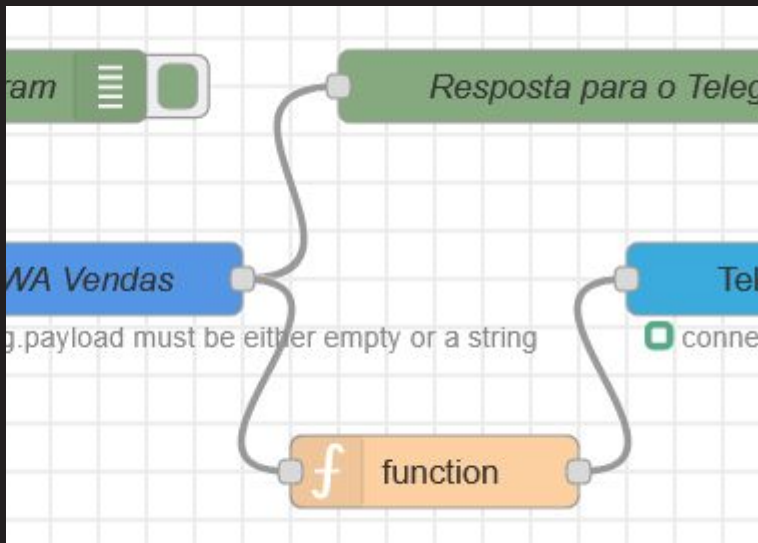 ram
Resposta para o Teleg
WA Vendas
Tel
g.payload must be either empty or a string
conne
function